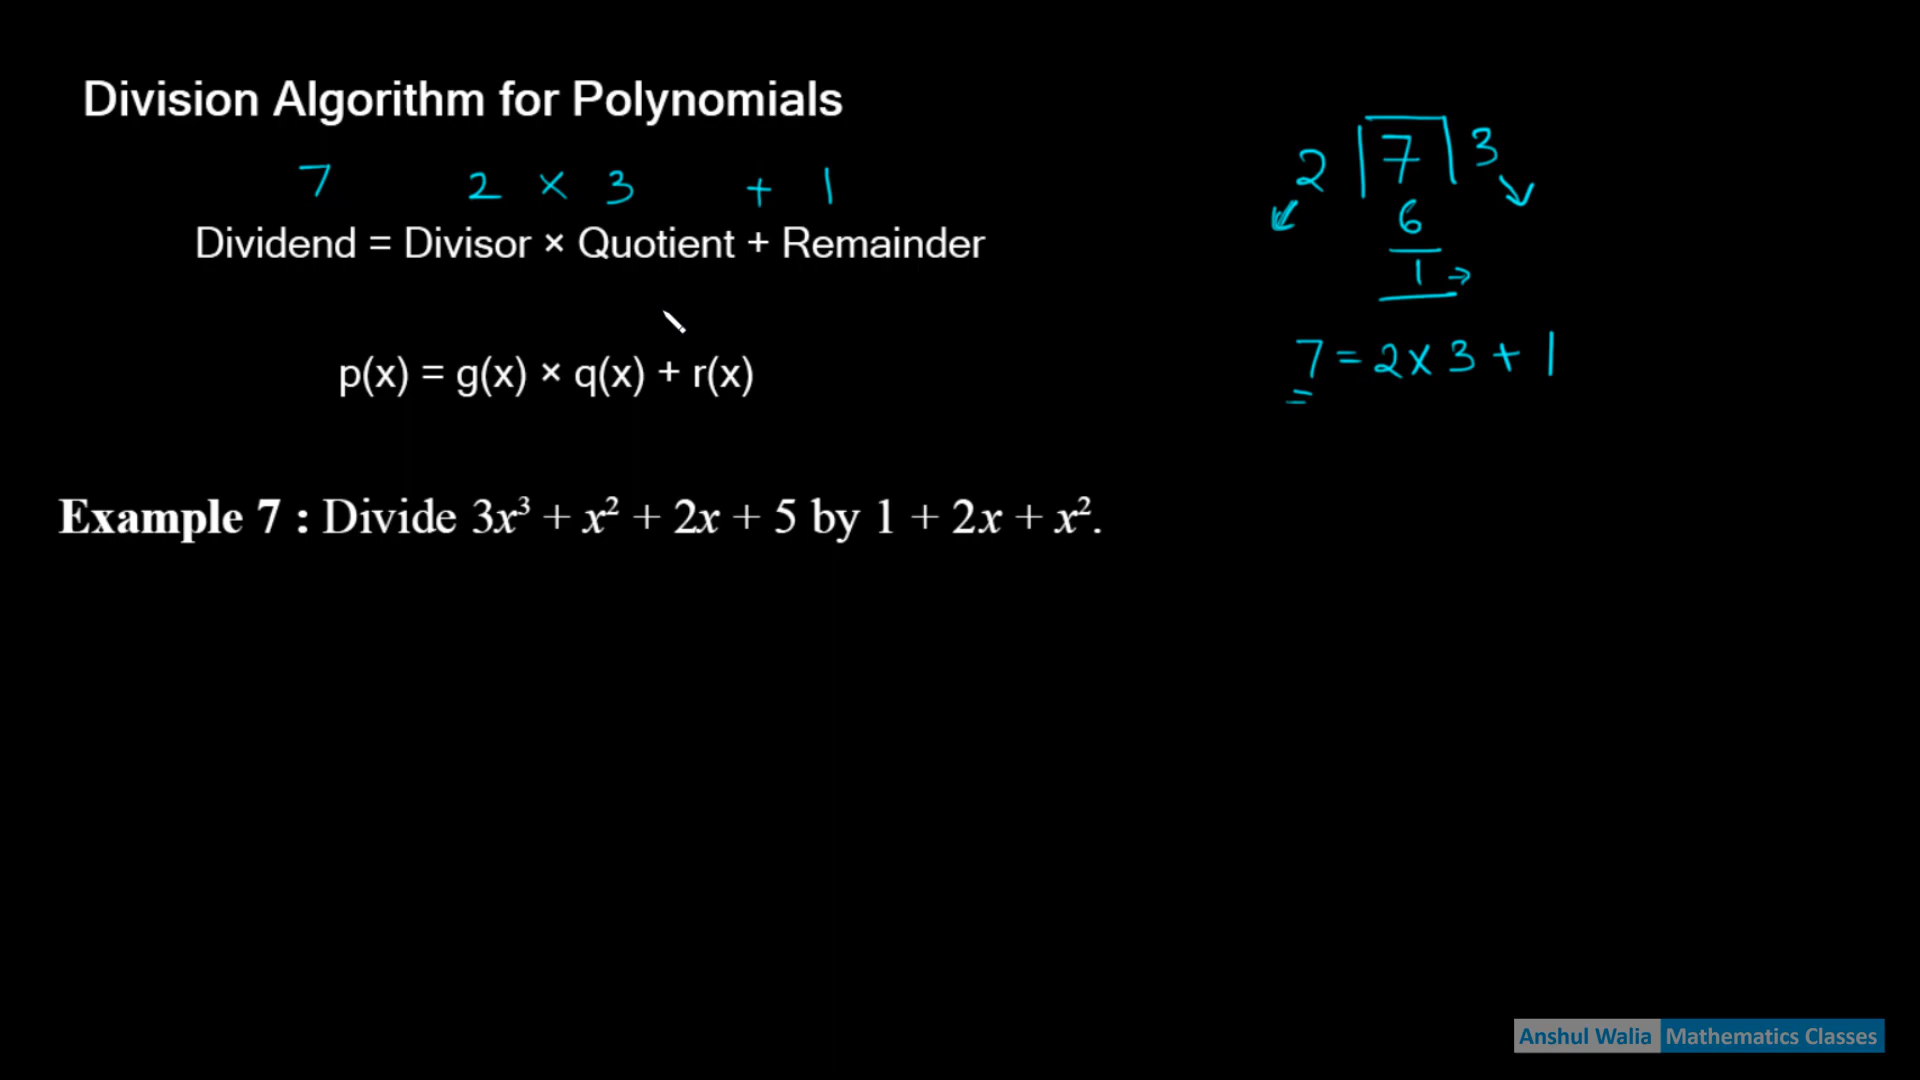 Division Algorithm for Polynomials
7 2 × 3 + 1
Dividend = Divisor × Quotient + Remainder
p(x) = g(x) × q(x) + r(x)
2 7 3
6
1
7 = 2 × 3 + 1
Example 7 : Divide 3x³ + x² + 2x + 5 by 1 + 2x + x².
Anshul Walia Mathematics Classes